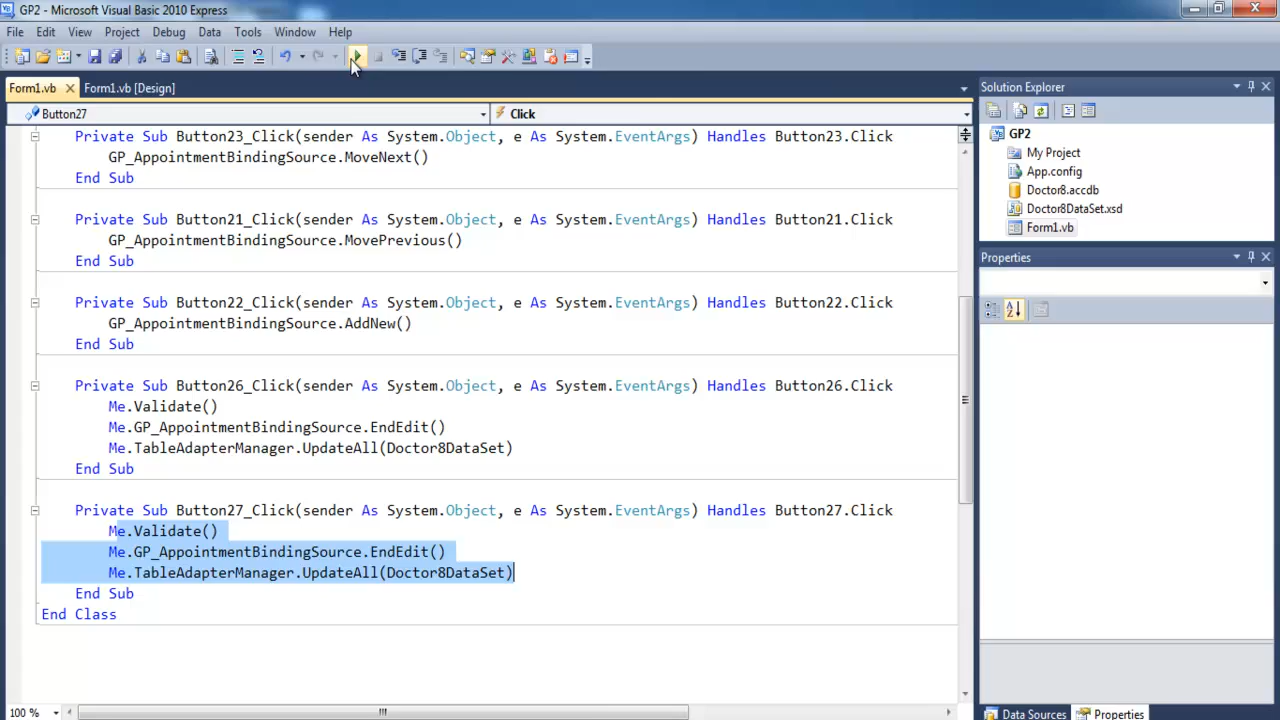 GP2 - Microsoft Visual Basic 2010 Express
File Edit View Project Debug Data Tools Window Help
Form1.vb Form1.vb [Design]
Button27 Click
Private Sub Button23_Click(sender As System.Object, e As System.EventArgs) Handles Button23.Click
GP_AppointmentBindingSource.MoveNext()
End Sub
Private Sub Button21_Click(sender As System.Object, e As System.EventArgs) Handles Button21.Click
GP_AppointmentBindingSource.MovePrevious()
End Sub
Private Sub Button22_Click(sender As System.Object, e As System.EventArgs) Handles Button22.Click
GP_AppointmentBindingSource.AddNew()
End Sub
Private Sub Button26_Click(sender As System.Object, e As System.EventArgs) Handles Button26.Click
Me.Validate()
Me.GP_AppointmentBindingSource.EndEdit()
Me.TableAdapterManager.UpdateAll(Doctor8DataSet)
End Sub
Private Sub Button27_Click(sender As System.Object, e As System.EventArgs) Handles Button27.Click
Me.Validate()
Me.GP_AppointmentBindingSource.EndEdit()
Me.TableAdapterManager.UpdateAll(Doctor8DataSet)
End Sub
End Class
100 %
Solution Explorer
GP2
My Project
App.config
Doctor8.accdb
Doctor8DataSet.xsd
Form1.vb
Properties
Data Sources Properties